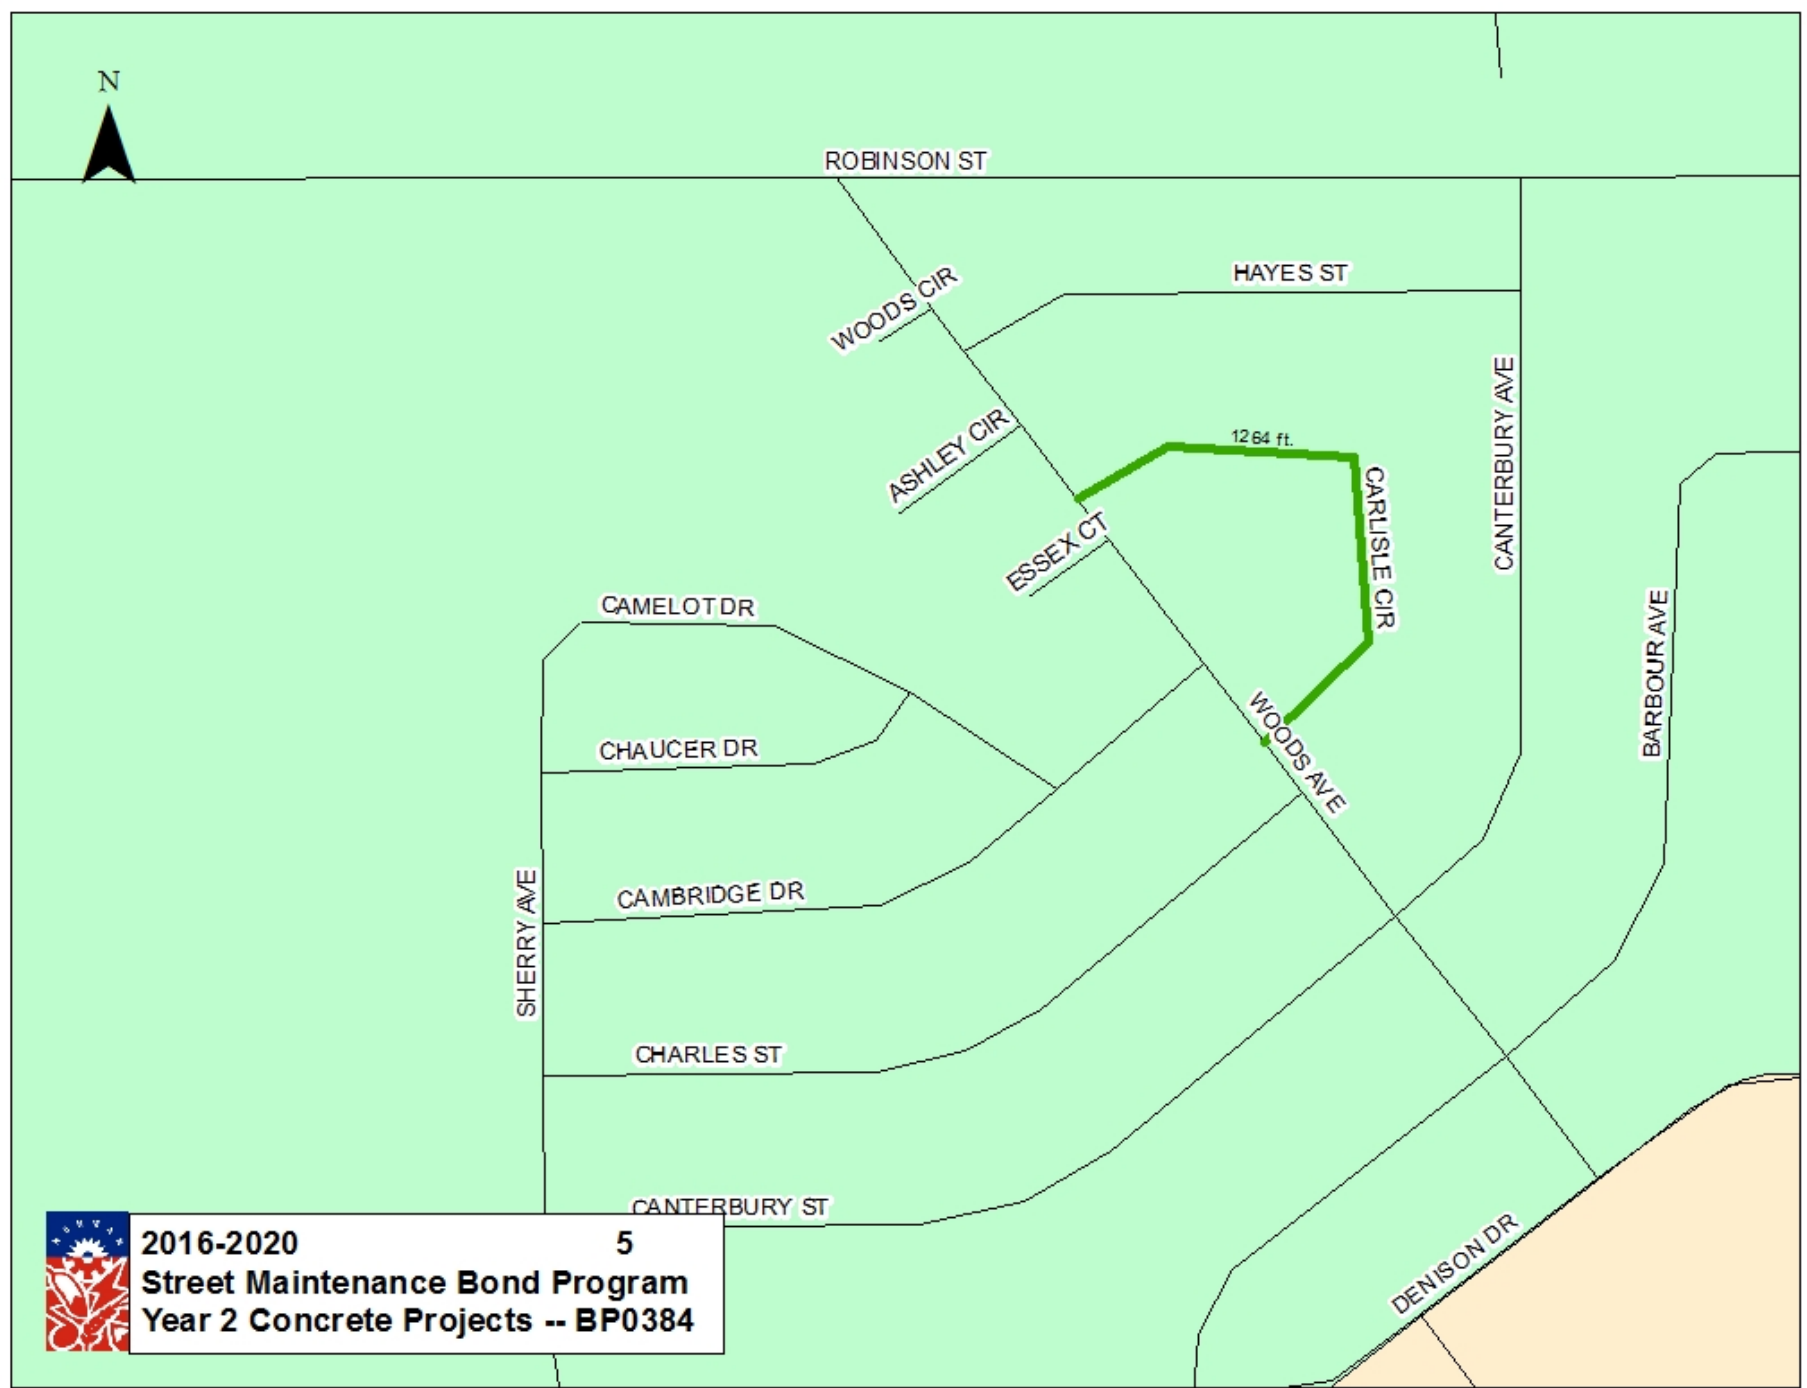 N
ROBINSON ST
HAYES ST
WOODS CIR
CANTERBURY AVE
ASHLEY CIR
1264 ft.
CARLISLE CIR
ESSEX CT
CAMELOT DR
BARBOUR AVE
WOODS AVE
CHAUCER DR
CAMBRIDGE DR
SHERRY AVE
CHARLES ST
CANTERBURY ST
DENISON DR
NORMAN
2016-2020 5
Street Maintenance Bond Program
Year 2 Concrete Projects -- BP0384